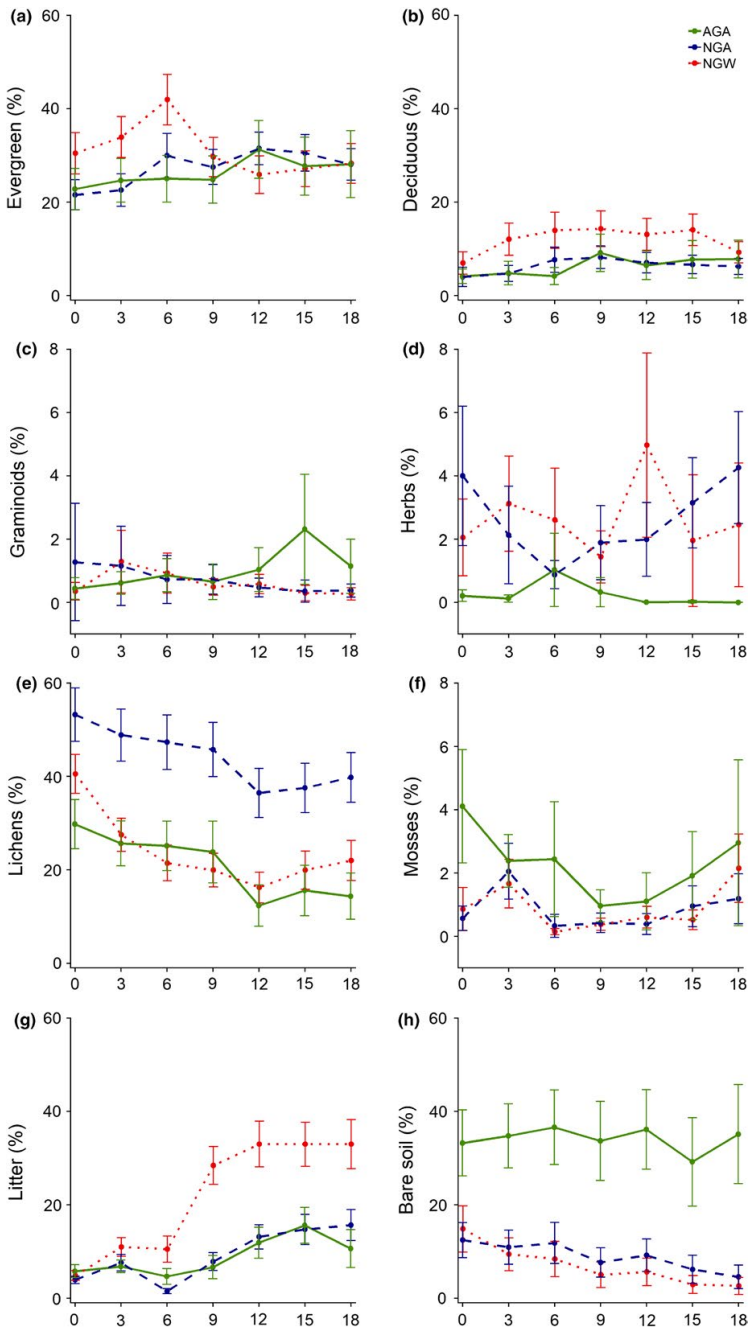 (a)
Evergreen (%)
60
40
20
0
0 3 6 9 12 15 18
(b)
Deciduous (%)
60
40
20
0
0 3 6 9 12 15 18
AGA
NGA
NGW
(c)
Graminoids (%)
8
6
4
2
0
0 3 6 9 12 15 18
(d)
Herbs (%)
8
6
4
2
0
0 3 6 9 12 15 18
(e)
Lichens (%)
60
40
20
0
0 3 6 9 12 15 18
(f)
Mosses (%)
8
6
4
2
0
0 3 6 9 12 15 18
(g)
Litter (%)
60
40
20
0
0 3 6 9 12 15 18
(h)
Bare soil (%)
60
40
20
0
0 3 6 9 12 15 18